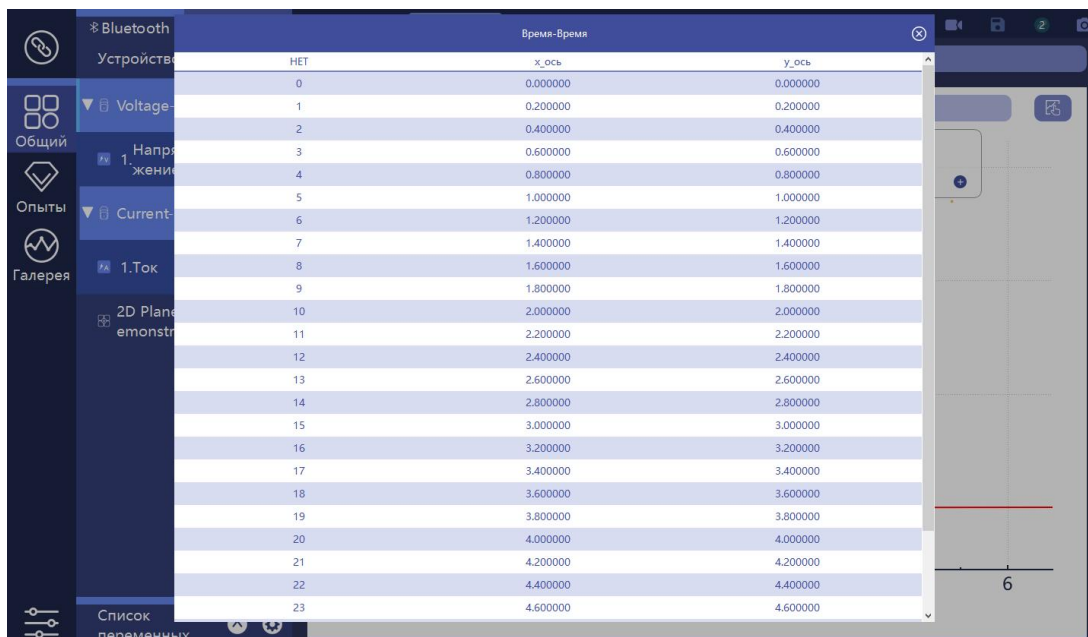 Bluetooth
Устройство
Общий
Опыты
Галерея
Voltage-
1. Напря
жение
Current-
1.Ток
2D Plane
emonstr
Список
переменных
Время-Время
НЕТ x_ось y_ось
0 0.000000 0.000000
1 0.200000 0.200000
2 0.400000 0.400000
3 0.600000 0.600000
4 0.800000 0.800000
5 1.000000 1.000000
6 1.200000 1.200000
7 1.400000 1.400000
8 1.600000 1.600000
9 1.800000 1.800000
10 2.000000 2.000000
11 2.200000 2.200000
12 2.400000 2.400000
13 2.600000 2.600000
14 2.800000 2.800000
15 3.000000 3.000000
16 3.200000 3.200000
17 3.400000 3.400000
18 3.600000 3.600000
19 3.800000 3.800000
20 4.000000 4.000000
21 4.200000 4.200000
22 4.400000 4.400000
23 4.600000 4.600000
2
6